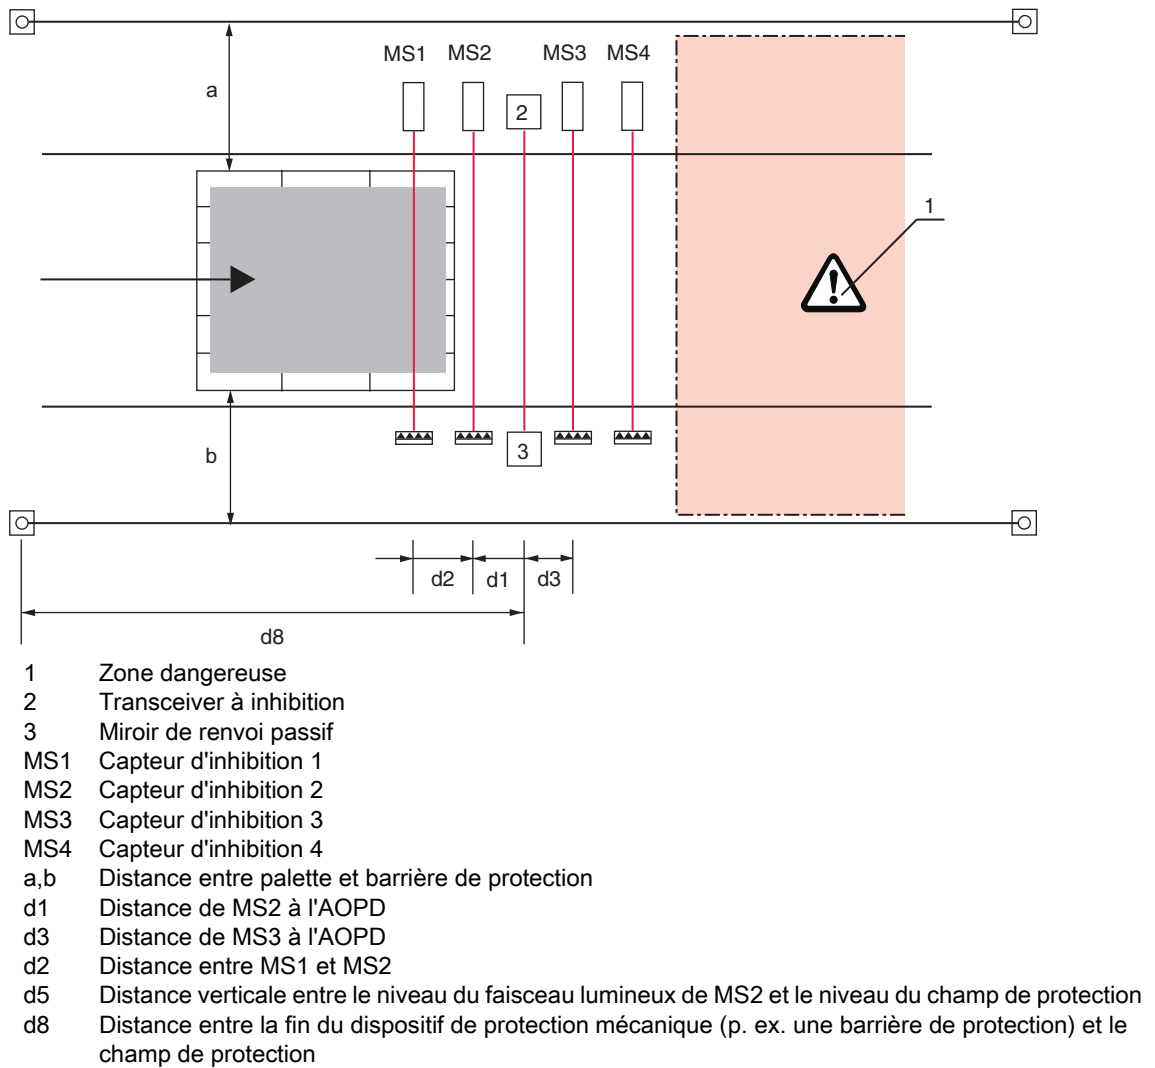 MS1 MS2 MS3 MS4
a
2
1
b
3
d2 d1 d3
d8
1 Zone dangereuse
2 Transceiver à inhibition
3 Miroir de renvoi passif
MS1 Capteur d'inhibition 1
MS2 Capteur d'inhibition 2
MS3 Capteur d'inhibition 3
MS4 Capteur d'inhibition 4
a,b Distance entre palette et barrière de protection
d1 Distance de MS2 à l'AOPD
d3 Distance de MS3 à l'AOPD
d2 Distance entre MS1 et MS2
d5 Distance verticale entre le niveau du faisceau lumineux de MS2 et le niveau du champ de protection
d8 Distance entre la fin du dispositif de protection mécanique (p. ex. une barrière de protection) et le
champ de protection